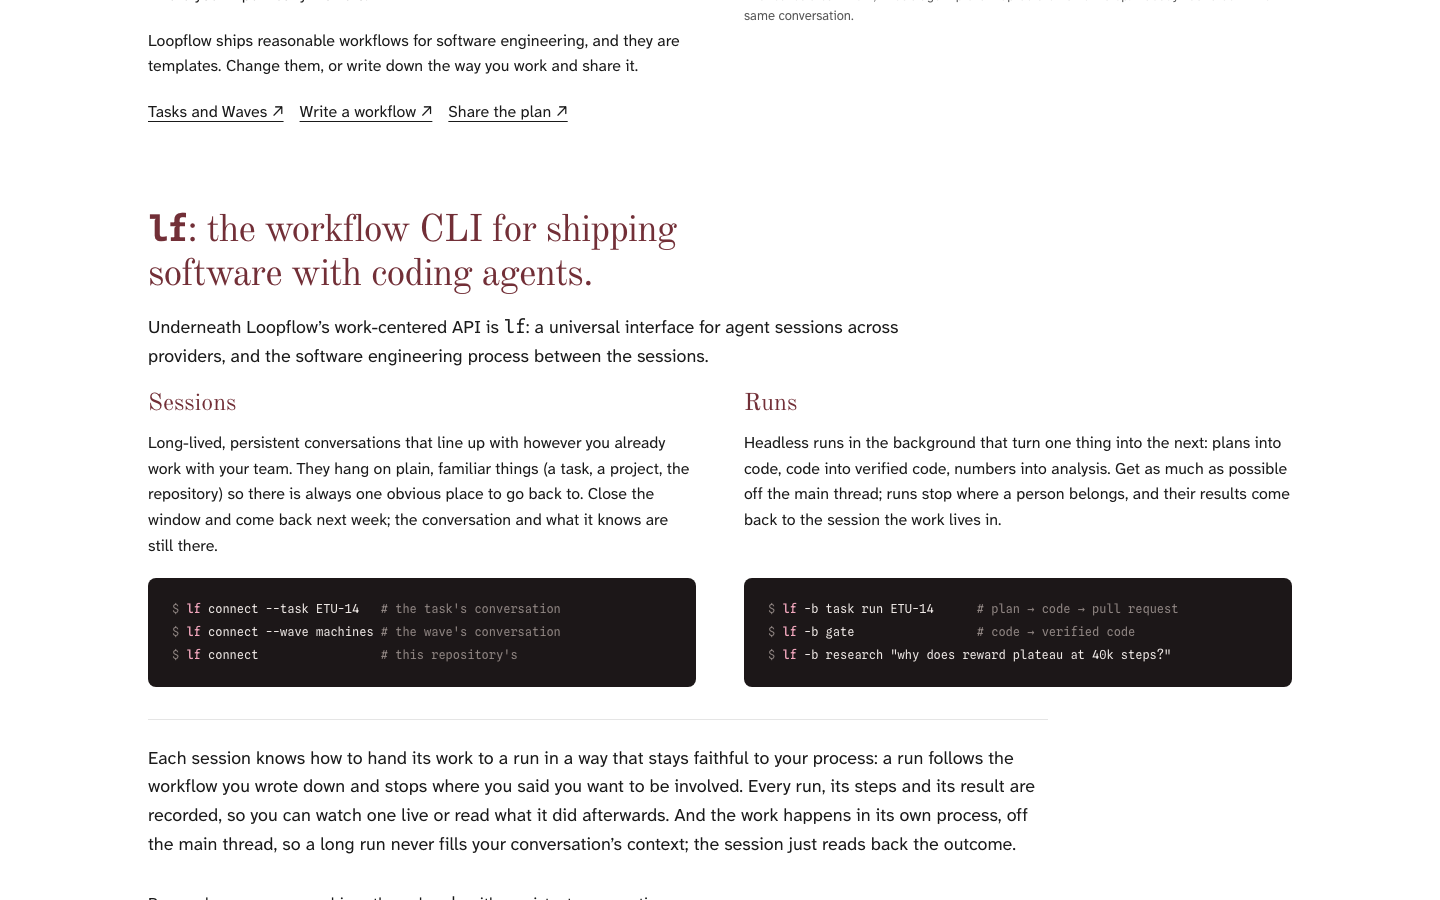 same conversation.
Loopflow ships reasonable workflows for software engineering, and they are
templates. Change them, or write down the way you work and share it.
Tasks and Waves ↗ Write a workflow ↗ Share the plan ↗
lf: the workflow CLI for shipping
software with coding agents.
Underneath Loopflow’s work-centered API is lf: a universal interface for agent sessions across
providers, and the software engineering process between the sessions.
Sessions
Long-lived, persistent conversations that line up with however you already
work with your team. They hang on plain, familiar things (a task, a project, the
repository) so there is always one obvious place to go back to. Close the
window and come back next week; the conversation and what it knows are
still there.
$ lf connect --task ETU-14 # the task's conversation
$ lf connect --wave machines # the wave's conversation
$ lf connect # this repository's
Runs
Headless runs in the background that turn one thing into the next: plans into
code, code into verified code, numbers into analysis. Get as much as possible
off the main thread; runs stop where a person belongs, and their results come
back to the session the work lives in.
$ lf -b task run ETU-14 # plan → code → pull request
$ lf -b gate # code → verified code
$ lf -b research "why does reward plateau at 40k steps?"
Each session knows how to hand its work to a run in a way that stays faithful to your process: a run follows the
workflow you wrote down and stops where you said you want to be involved. Every run, its steps and its result are
recorded, so you can watch one live or read what it did afterwards. And the work happens in its own process, off
the main thread, so a long run never fills your conversation’s context; the session just reads back the outcome.